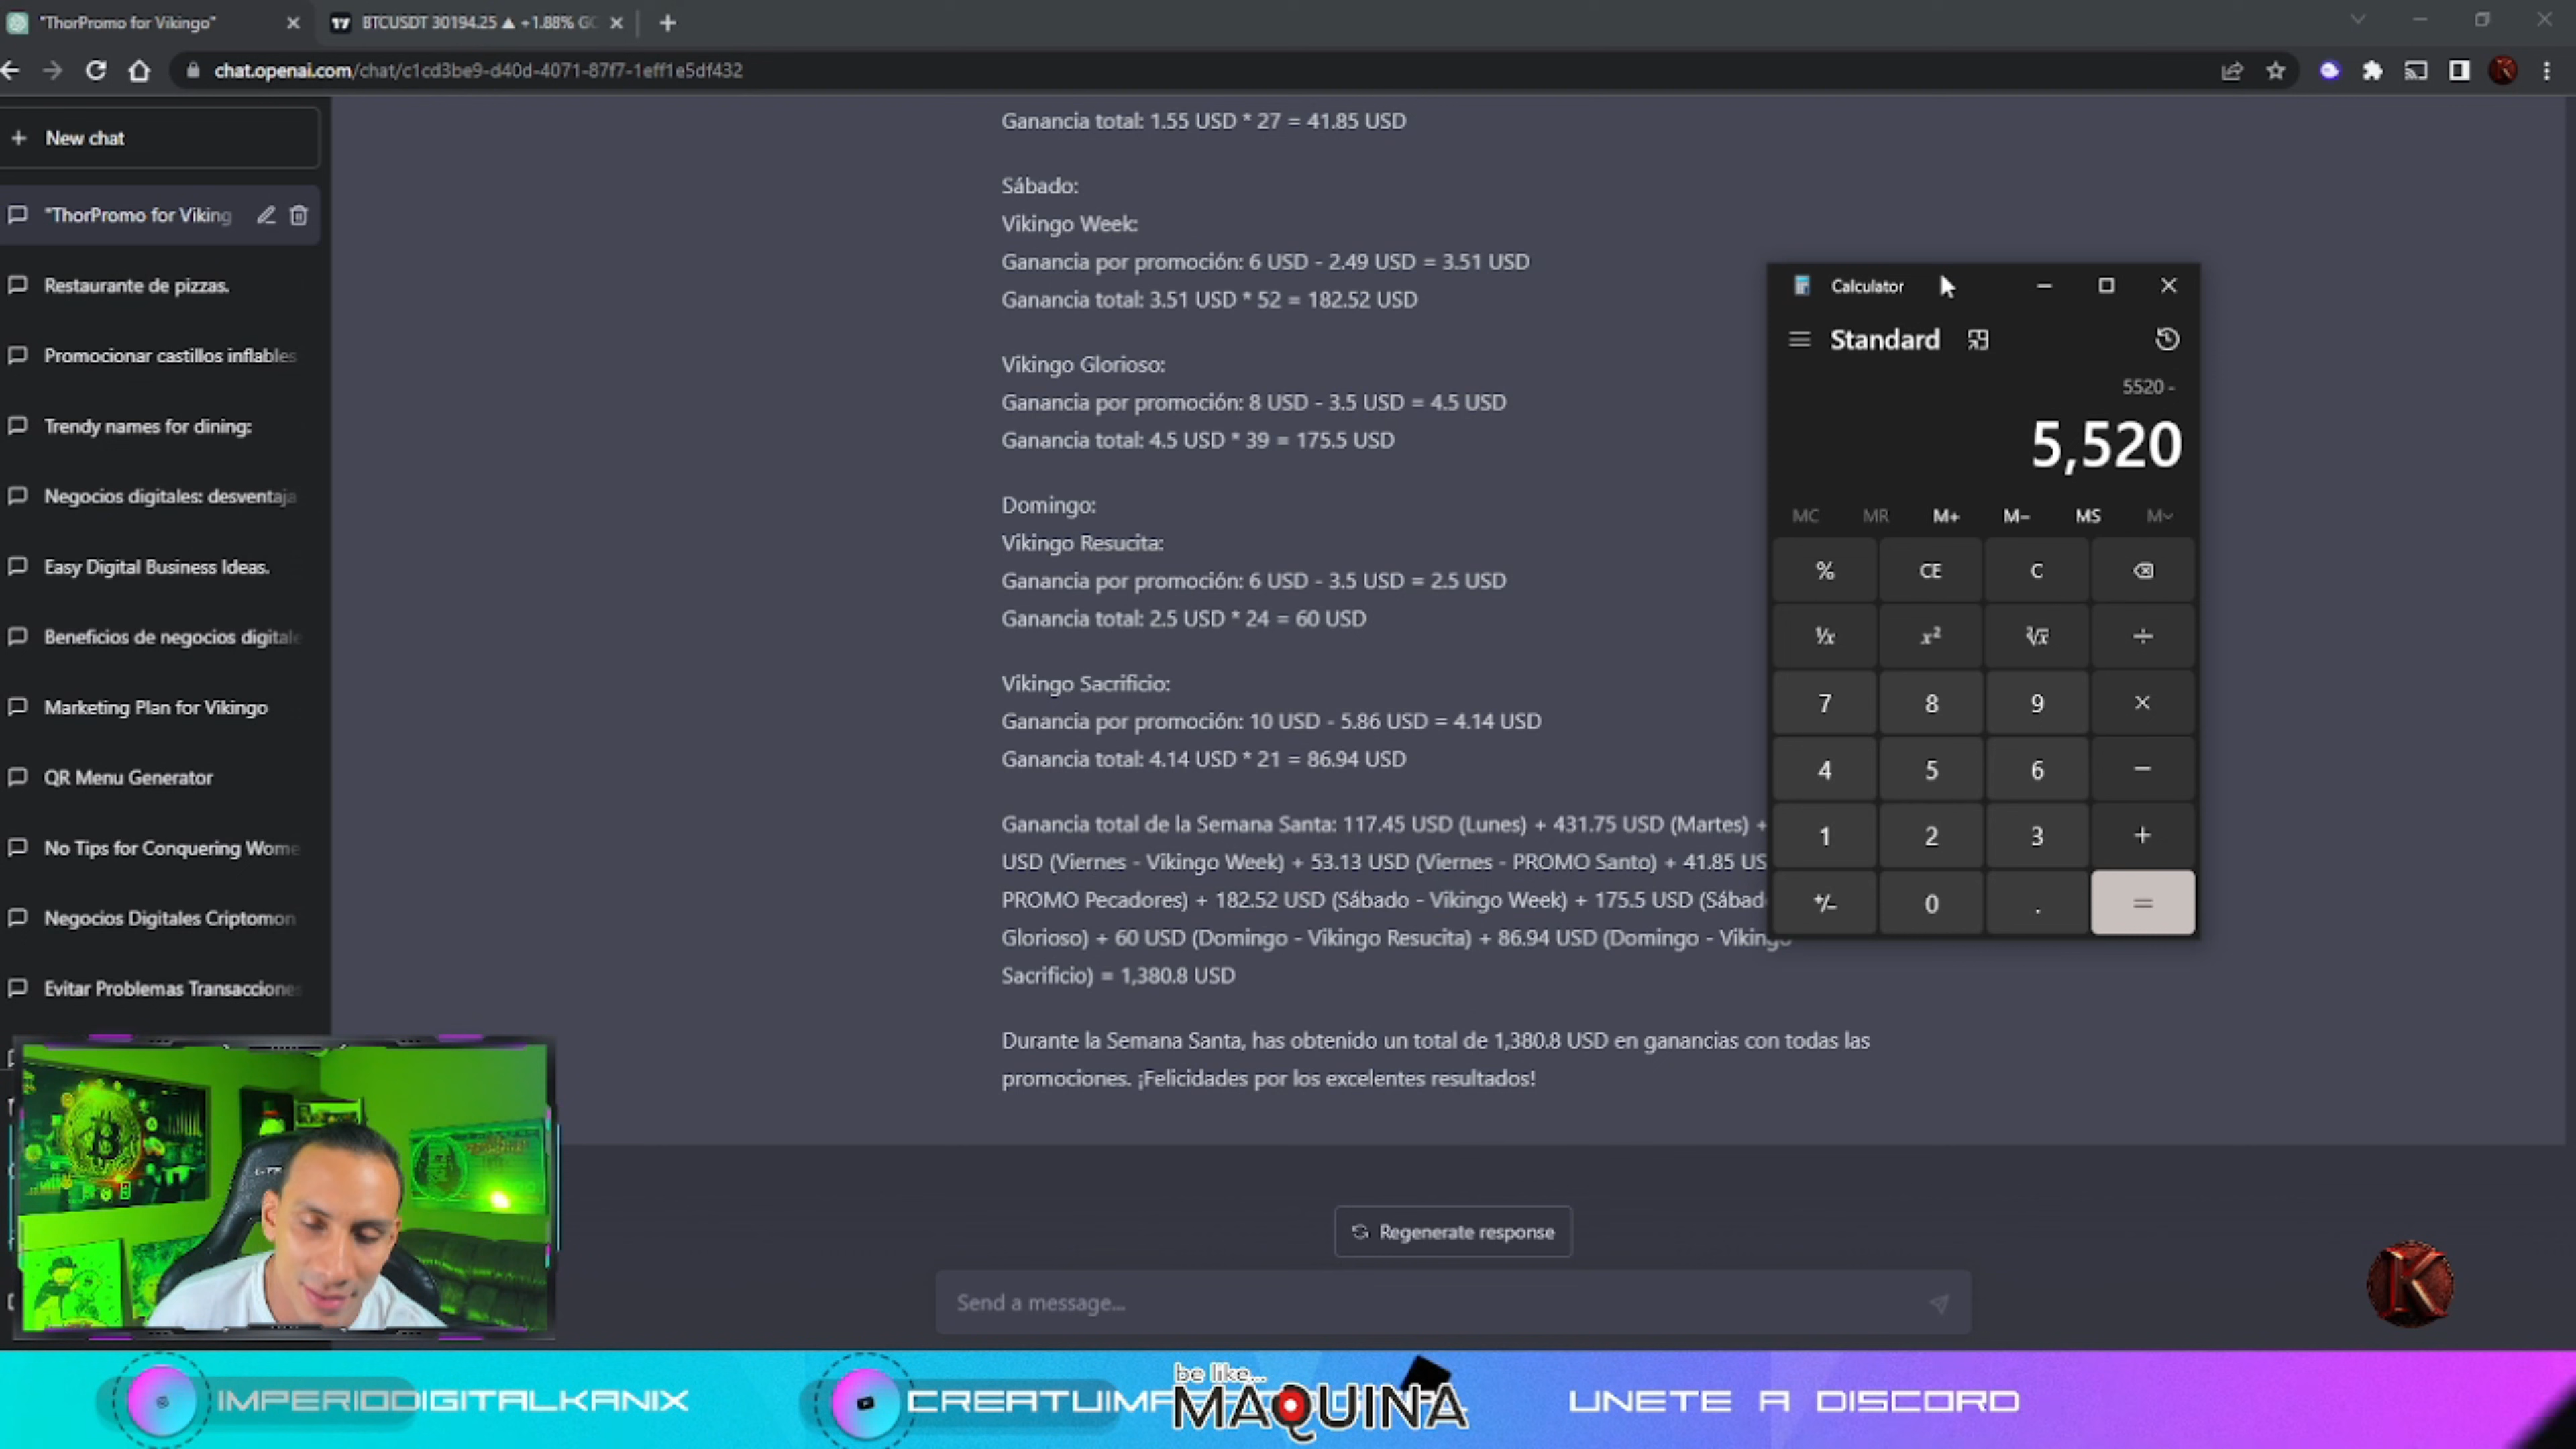 "ThorPromo for Vikingo"
BTCUSDT 30194.25 ▲ +1.88%
chat.openai.com/chat/c1cd3be9-d40d-4071-87f7-1eff1e5df432
New chat
"ThorPromo for Viking
Restaurante de pizzas.
Promocionar castillos inflables
Trendy names for dining:
Negocios digitales: desventaja
Easy Digital Business Ideas.
Beneficios de negocios digitale
Marketing Plan for Vikingo
QR Menu Generator
No Tips for Conquering Wome
Negocios Digitales Criptomon
Evitar Problemas Transaccione
Ganancia total: 1.55 USD * 27 = 41.85 USD
Sábado:
Vikingo Week:
Ganancia por promoción: 6 USD - 2.49 USD = 3.51 USD
Ganancia total: 3.51 USD * 52 = 182.52 USD
Vikingo Glorioso:
Ganancia por promoción: 8 USD - 3.5 USD = 4.5 USD
Ganancia total: 4.5 USD * 39 = 175.5 USD
Domingo:
Vikingo Resucita:
Ganancia por promoción: 6 USD - 3.5 USD = 2.5 USD
Ganancia total: 2.5 USD * 24 = 60 USD
Vikingo Sacrificio:
Ganancia por promoción: 10 USD - 5.86 USD = 4.14 USD
Ganancia total: 4.14 USD * 21 = 86.94 USD
Ganancia total de la Semana Santa: 117.45 USD (Lunes) + 431.75 USD (Martes) +
USD (Viernes - Vikingo Week) + 53.13 USD (Viernes - PROMO Santo) + 41.85 US
PROMO Pecadores) + 182.52 USD (Sábado - Vikingo Week) + 175.5 USD (Sábad
Glorioso) + 60 USD (Domingo - Vikingo Resucita) + 86.94 USD (Domingo - Vikingo
Sacrificio) = 1,380.8 USD
Durante la Semana Santa, has obtenido un total de 1,380.8 USD en ganancias con todas las
promociones. ¡Felicidades por los excelentes resultados!
Regenerate response
Send a message...
Calculator
Standard
5520 -
5,520
MC MR M+ M− MS M
% CE C
¹/x x² ²√x ÷
7 8 9 ×
4 5 6 −
1 2 3 +
+/− 0 . =
K
IMPERIODIGITALKANIX
CREATUIMP
be like...
MAQUINA
UNETE A DISCORD